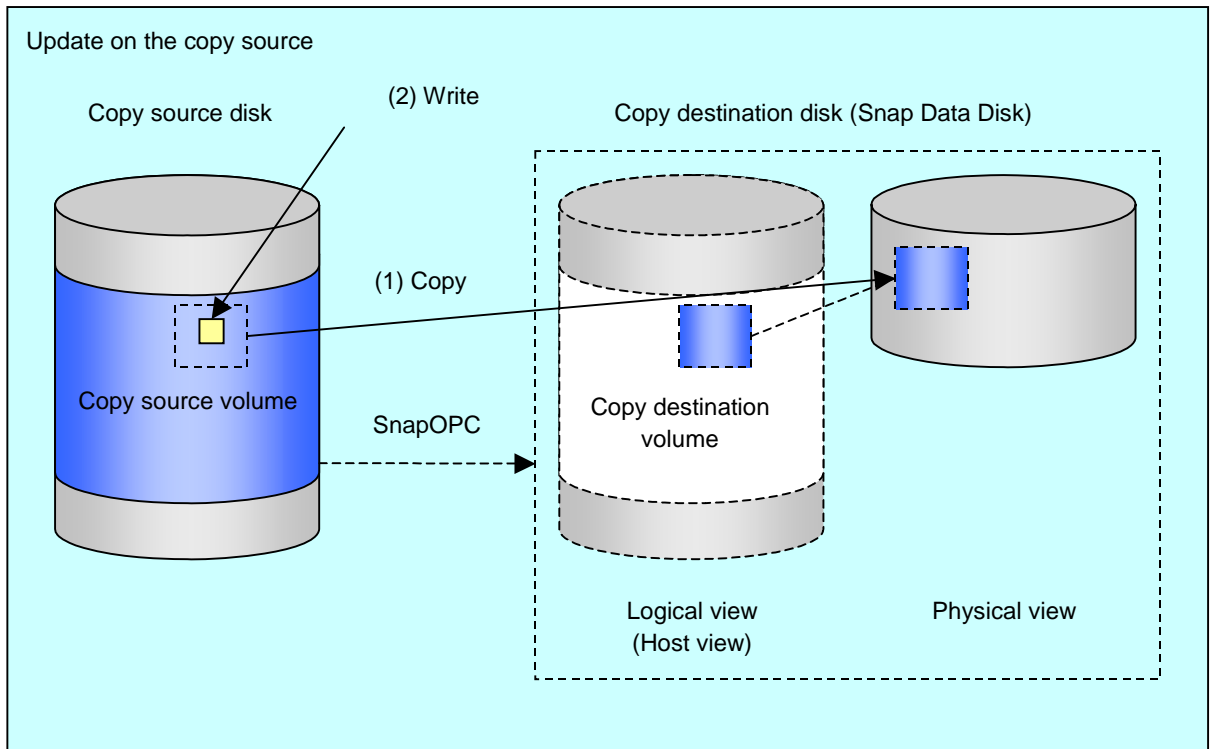 Update on the copy source
(2) Write
Copy source disk
Copy destination disk (Snap Data Disk)
(1) Copy
Copy source volume
SnapOPC
Copy destination
volume
Logical view
(Host view)
Physical view